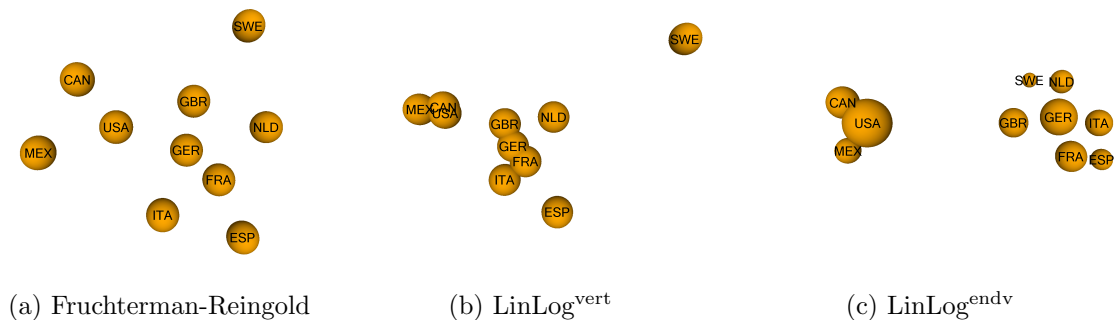 SWE
CAN
GBR
USA
NLD
MEX
GER
FRA
ITA
ESP
(a) Fruchterman-Reingold
SWE
MEX CAN
USA
GBR
NLD
GER
FRA
ITA
ESP
(b) LinLog^vert
SWE NLD
CAN
USA
GBR GER ITA
MEX
FRA ESP
(c) LinLog^endv